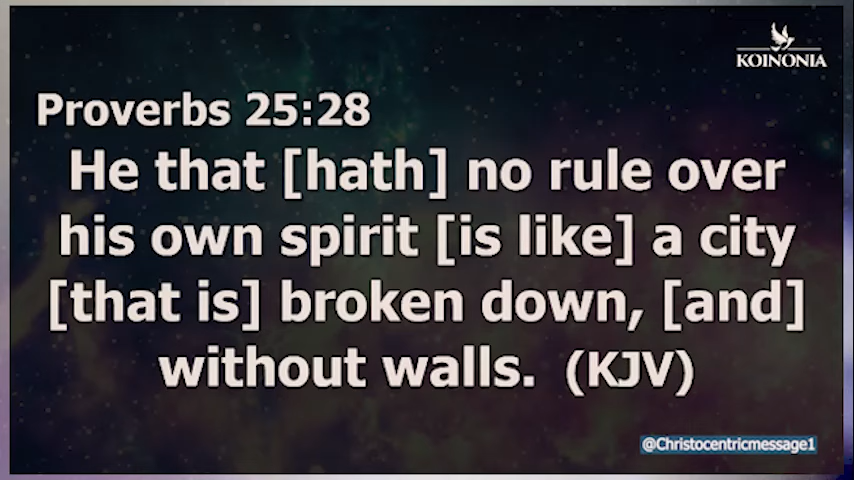 KOINONIA
Proverbs 25:28
He that [hath] no rule over
his own spirit [is like] a city
[that is] broken down, [and]
without walls. (KJV)
@Christocentricmessage1